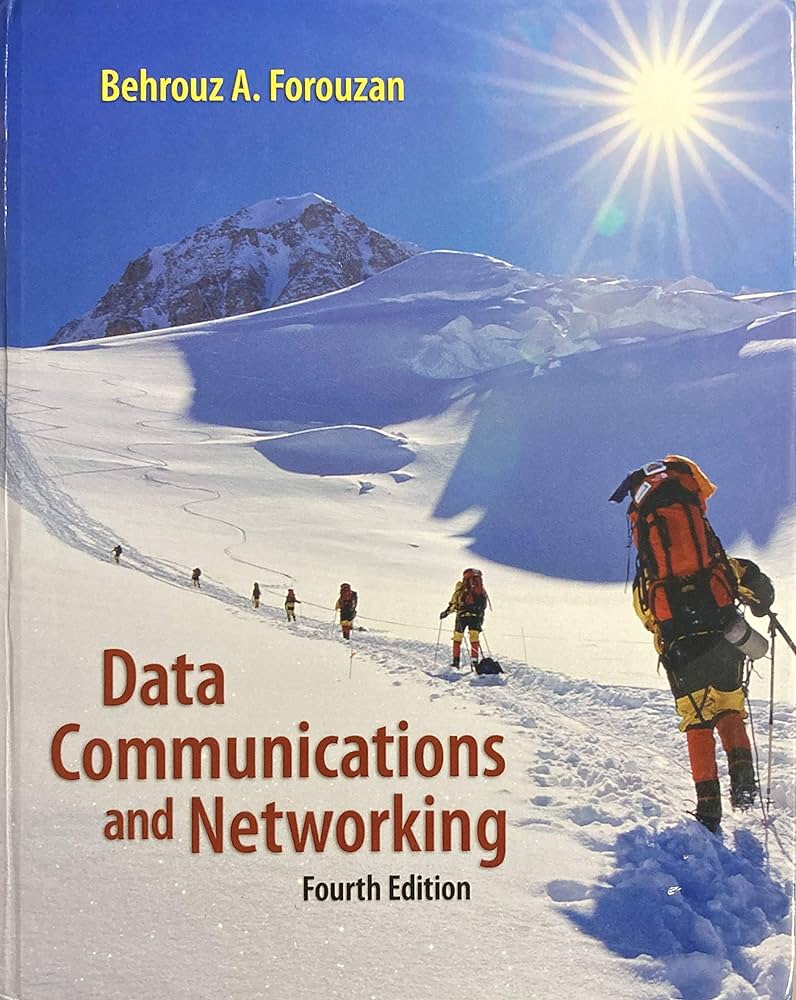 Behrouz A. Forouzan
Data
Communications
and Networking
Fourth Edition